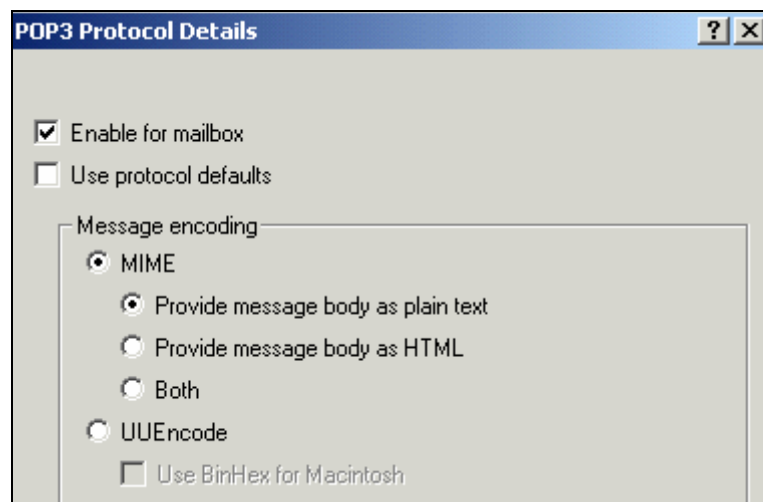 POP3 Protocol Details
Enable for mailbox
Use protocol defaults
Message encoding
MIME
Provide message body as plain text
Provide message body as HTML
Both
UUEncode
Use BinHex for Macintosh